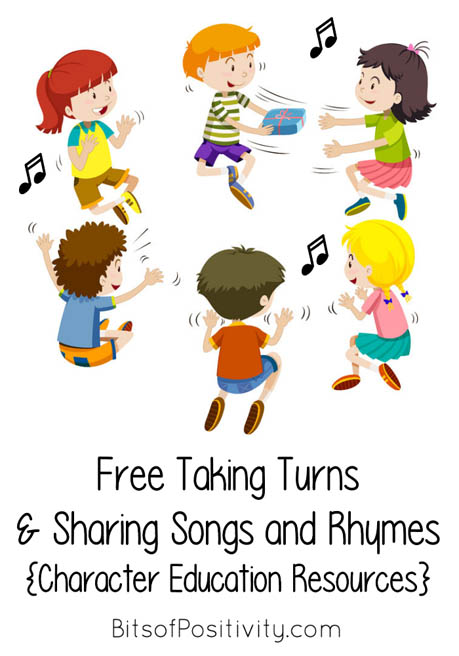 Free Taking Turns
& Sharing Songs and Rhymes
{Character Education Resources}
BitsofPositivity.com